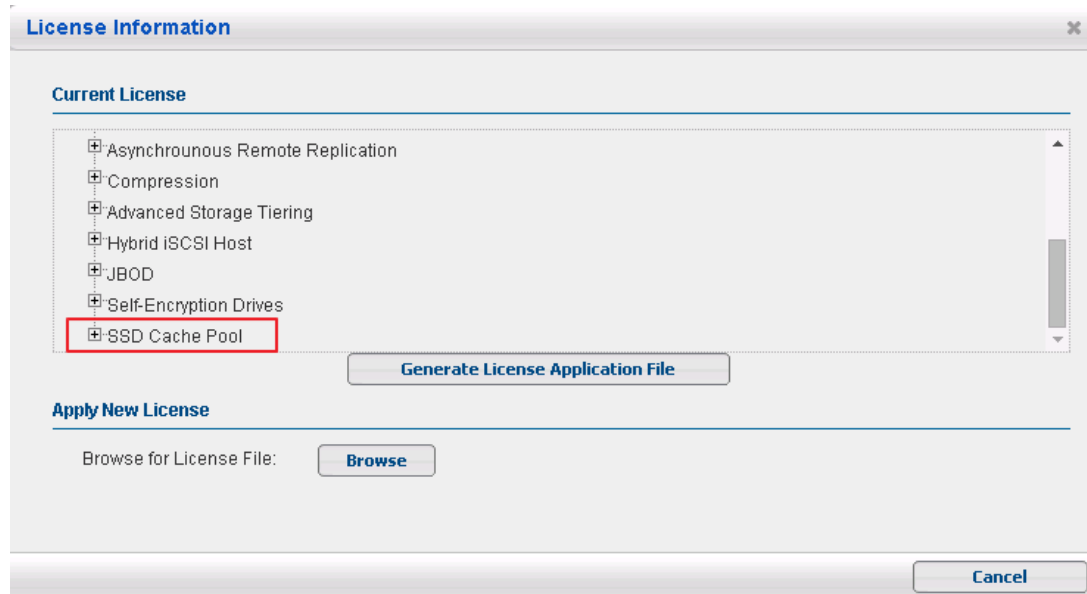 License Information
Current License
Asynchrounous Remote Replication
Compression
Advanced Storage Tiering
Hybrid iSCSI Host
JBOD
Self-Encryption Drives
SSD Cache Pool
Generate License Application File
Apply New License
Browse for License File: Browse
Cancel